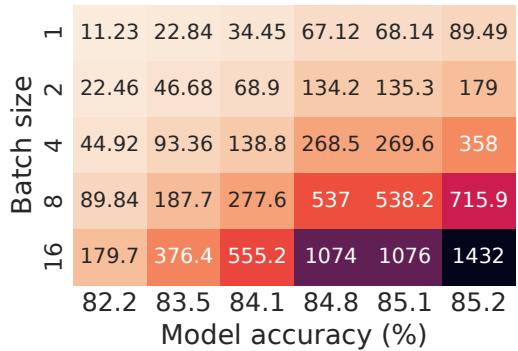 1 11.23 22.84 34.45 67.12 68.14 89.49
2 22.46 46.68 68.9 134.2 135.3 179
4 44.92 93.36 138.8 268.5 269.6 358
8 89.84 187.7 277.6 537 538.2 715.9
16 179.7 376.4 555.2 1074 1076 1432
Batch size
82.2 83.5 84.1 84.8 85.1 85.2
Model accuracy (%)